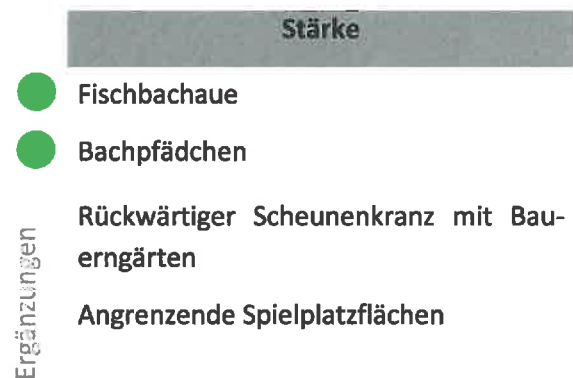 Stärke
Fischbachaue
Bachpfädchen
Rückwärtiger Scheunenkranz mit Bau-
erngärten
Angrenzende Spielplatzflächen
Ergänzungen